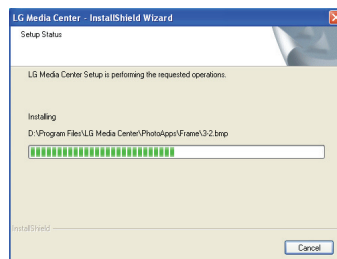 LG Media Center - InstallShield Wizard
Setup Status
LG Media Center Setup is performing the requested operations.
Installing
D:\Program Files\LG Media Center\PhotoApps\Frame\3-2.bmp
InstallShield
Cancel